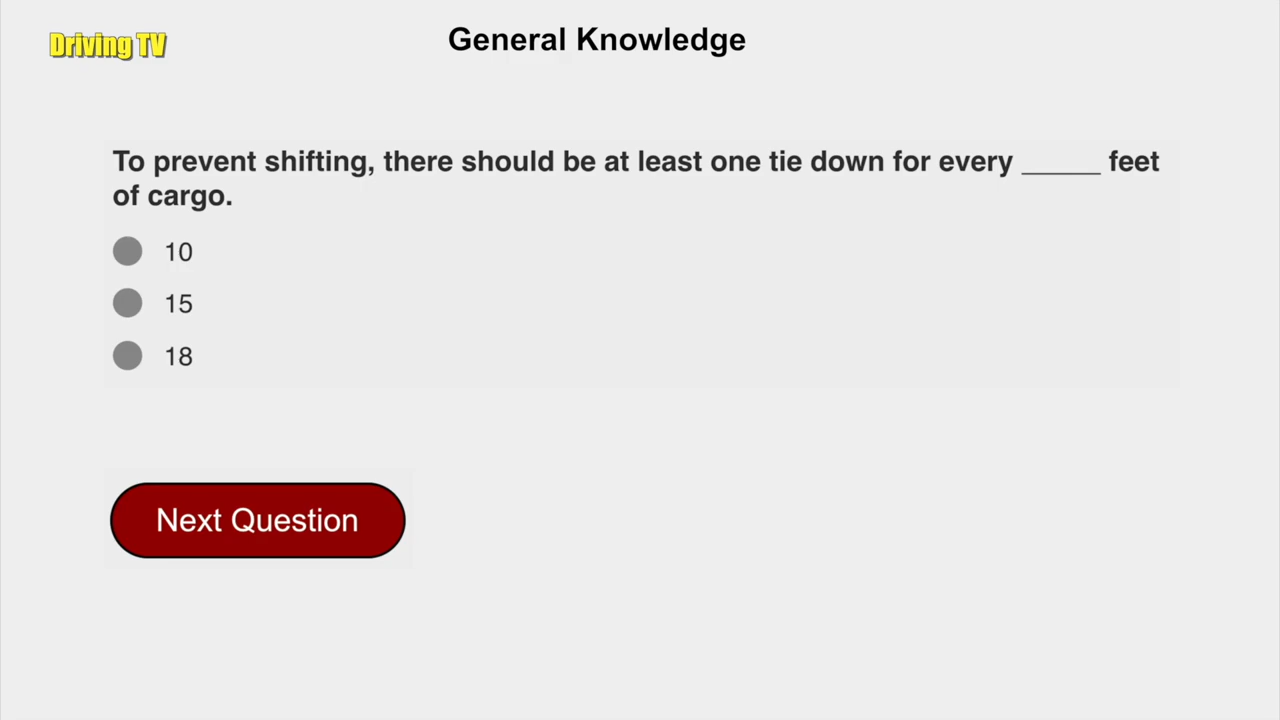 Driving TV
General Knowledge
To prevent shifting, there should be at least one tie down for every ______ feet
of cargo.
10
15
18
Next Question